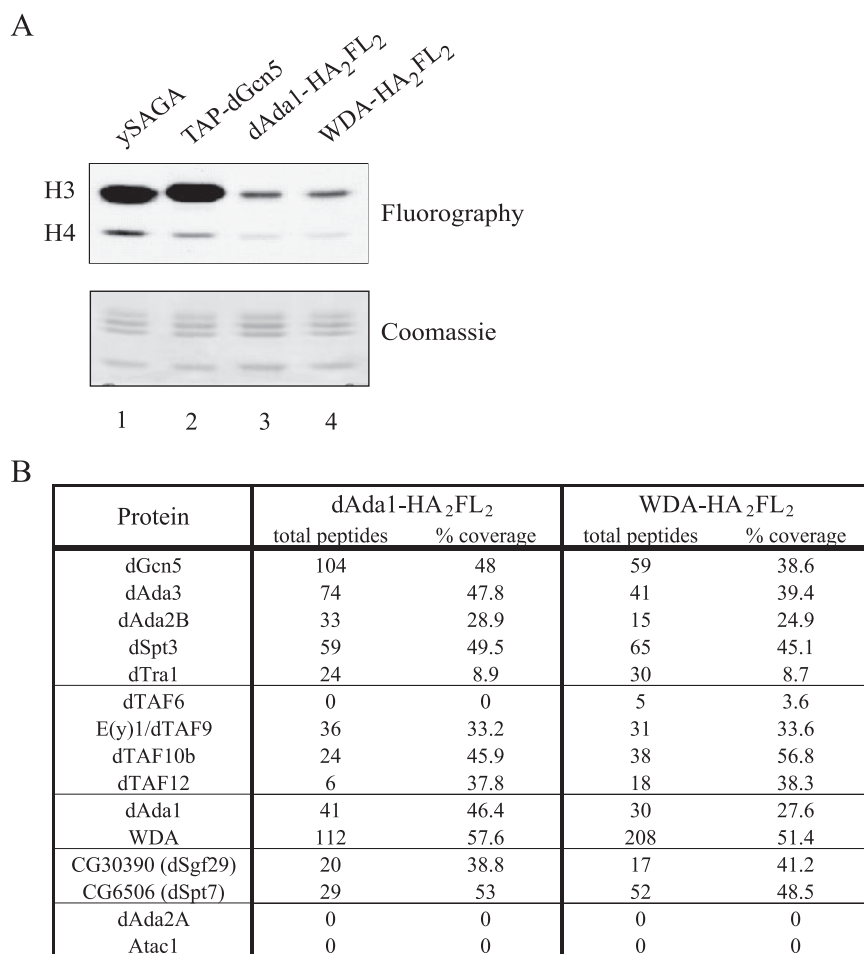 A
ySAGA
TAP-dGcn5
dAda1-HA2FL2
WDA-HA2FL2
H3
H4
Fluorography
Coomassie
1 2 3 4
B
Protein dAda1-HA2FL2 WDA-HA2FL2
total peptides % coverage total peptides % coverage
dGcn5 104 48 59 38.6
dAda3 74 47.8 41 39.4
dAda2B 33 28.9 15 24.9
dSpt3 59 49.5 65 45.1
dTra1 24 8.9 30 8.7
dTAF6 0 0 5 3.6
E(y)1/dTAF9 36 33.2 31 33.6
dTAF10b 24 45.9 38 56.8
dTAF12 6 37.8 18 38.3
dAda1 41 46.4 30 27.6
WDA 112 57.6 208 51.4
CG30390 (dSgf29) 20 38.8 17 41.2
CG6506 (dSpt7) 29 53 52 48.5
dAda2A 0 0 0 0
Atac1 0 0 0 0